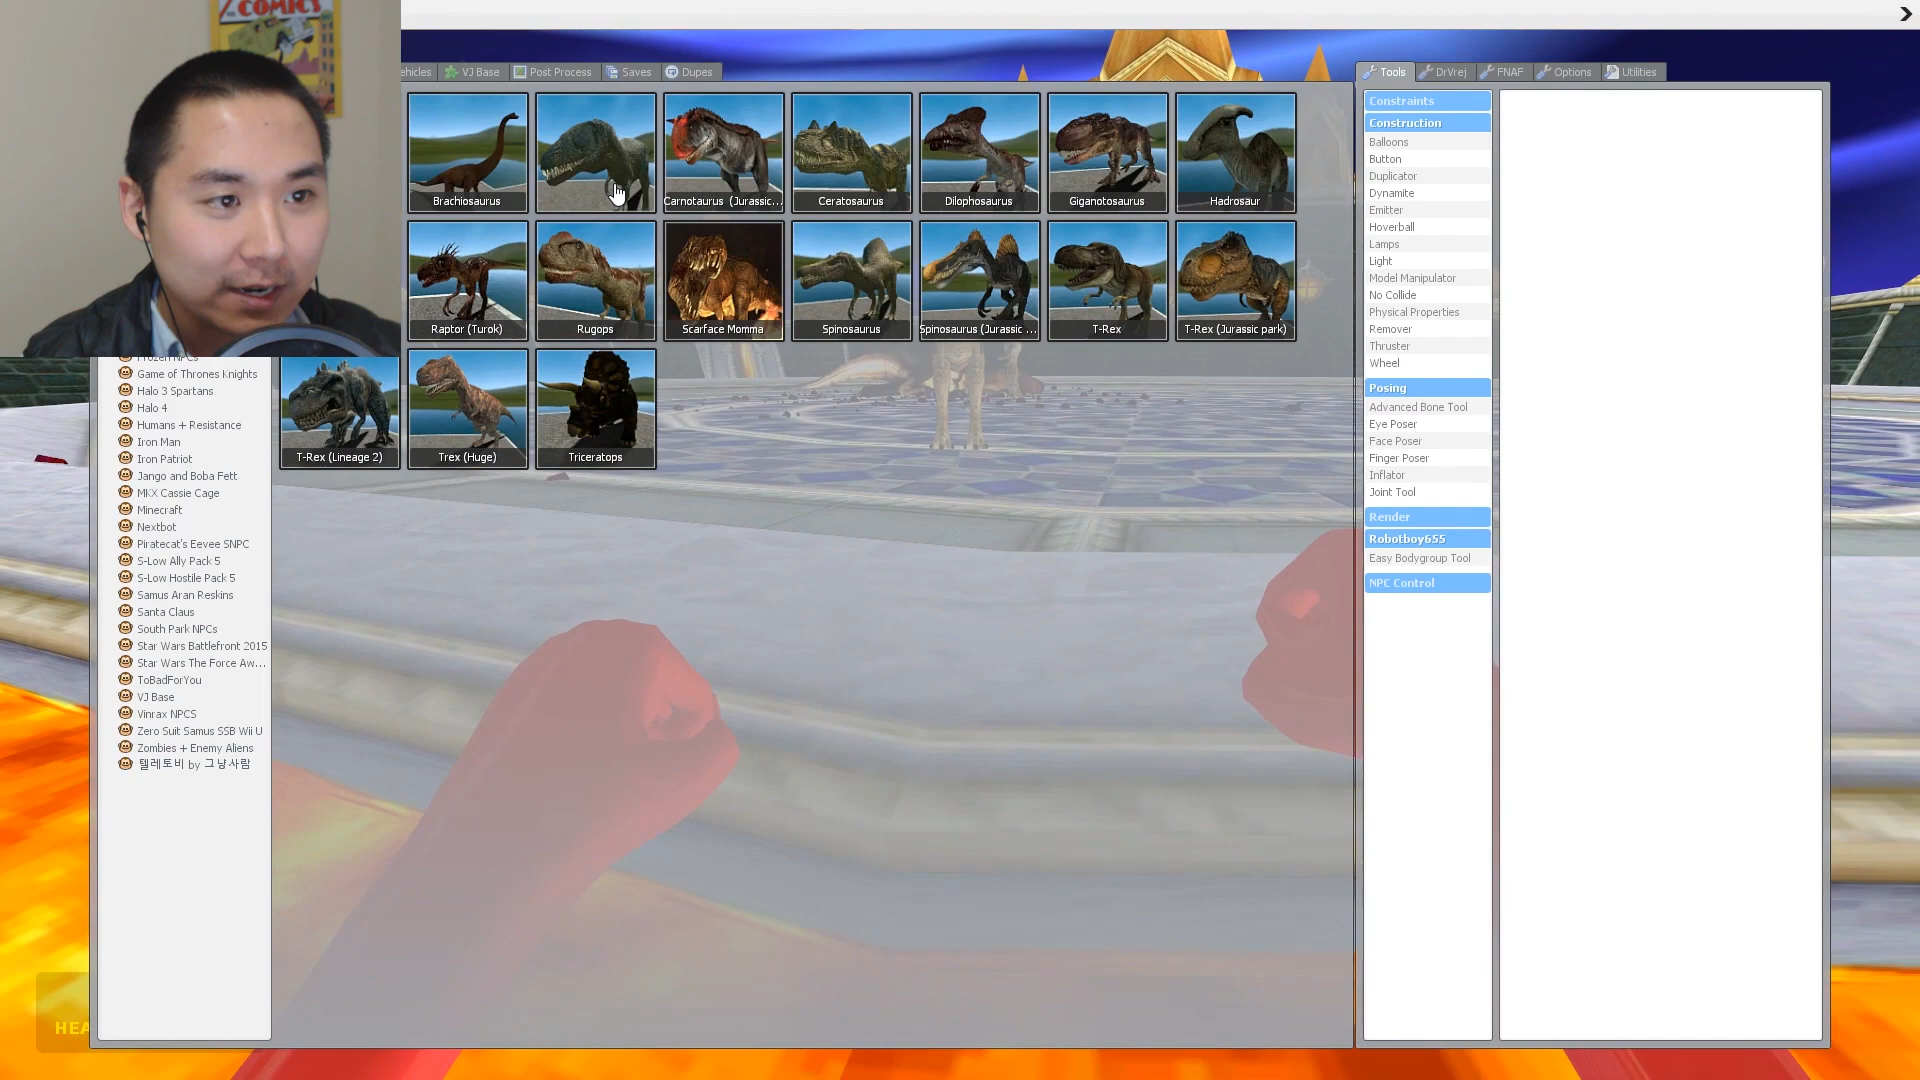 COMICS
ehicles
VJ Base
Post Process
Saves
Dupes
Tools
DrVrej
FNAF
Options
Utilities
Brachiosaurus
Carnotaurus (Jurassic...
Ceratosaurus
Dilophosaurus
Giganotosaurus
Hadrosaur
Raptor (Turok)
Rugops
Scarface Momma
Spinosaurus
Spinosaurus (Jurassic ...
T-Rex
T-Rex (Jurassic park)
T-Rex (Lineage 2)
Trex (Huge)
Triceratops
Frozen NPCs
Game of Thrones Knights
Halo 3 Spartans
Halo 4
Humans + Resistance
Iron Man
Iron Patriot
Jango and Boba Fett
MKX Cassie Cage
Minecraft
Nextbot
Piratecat's Eevee SNPC
S-Low Ally Pack 5
S-Low Hostile Pack 5
Samus Aran Reskins
Santa Claus
South Park NPCs
Star Wars Battlefront 2015
Star Wars The Force Aw...
ToBadForYou
VJ Base
Vinrax NPCS
Zero Suit Samus SSB Wii U
Zombies + Enemy Aliens
텔레토비 by 그냥사람
HEA
Constraints
Construction
Balloons
Button
Duplicator
Dynamite
Emitter
Hoverball
Lamps
Light
Model Manipulator
No Collide
Physical Properties
Remover
Thruster
Wheel
Posing
Advanced Bone Tool
Eye Poser
Face Poser
Finger Poser
Inflator
Joint Tool
Render
Robotboy655
Easy Bodygroup Tool
NPC Control